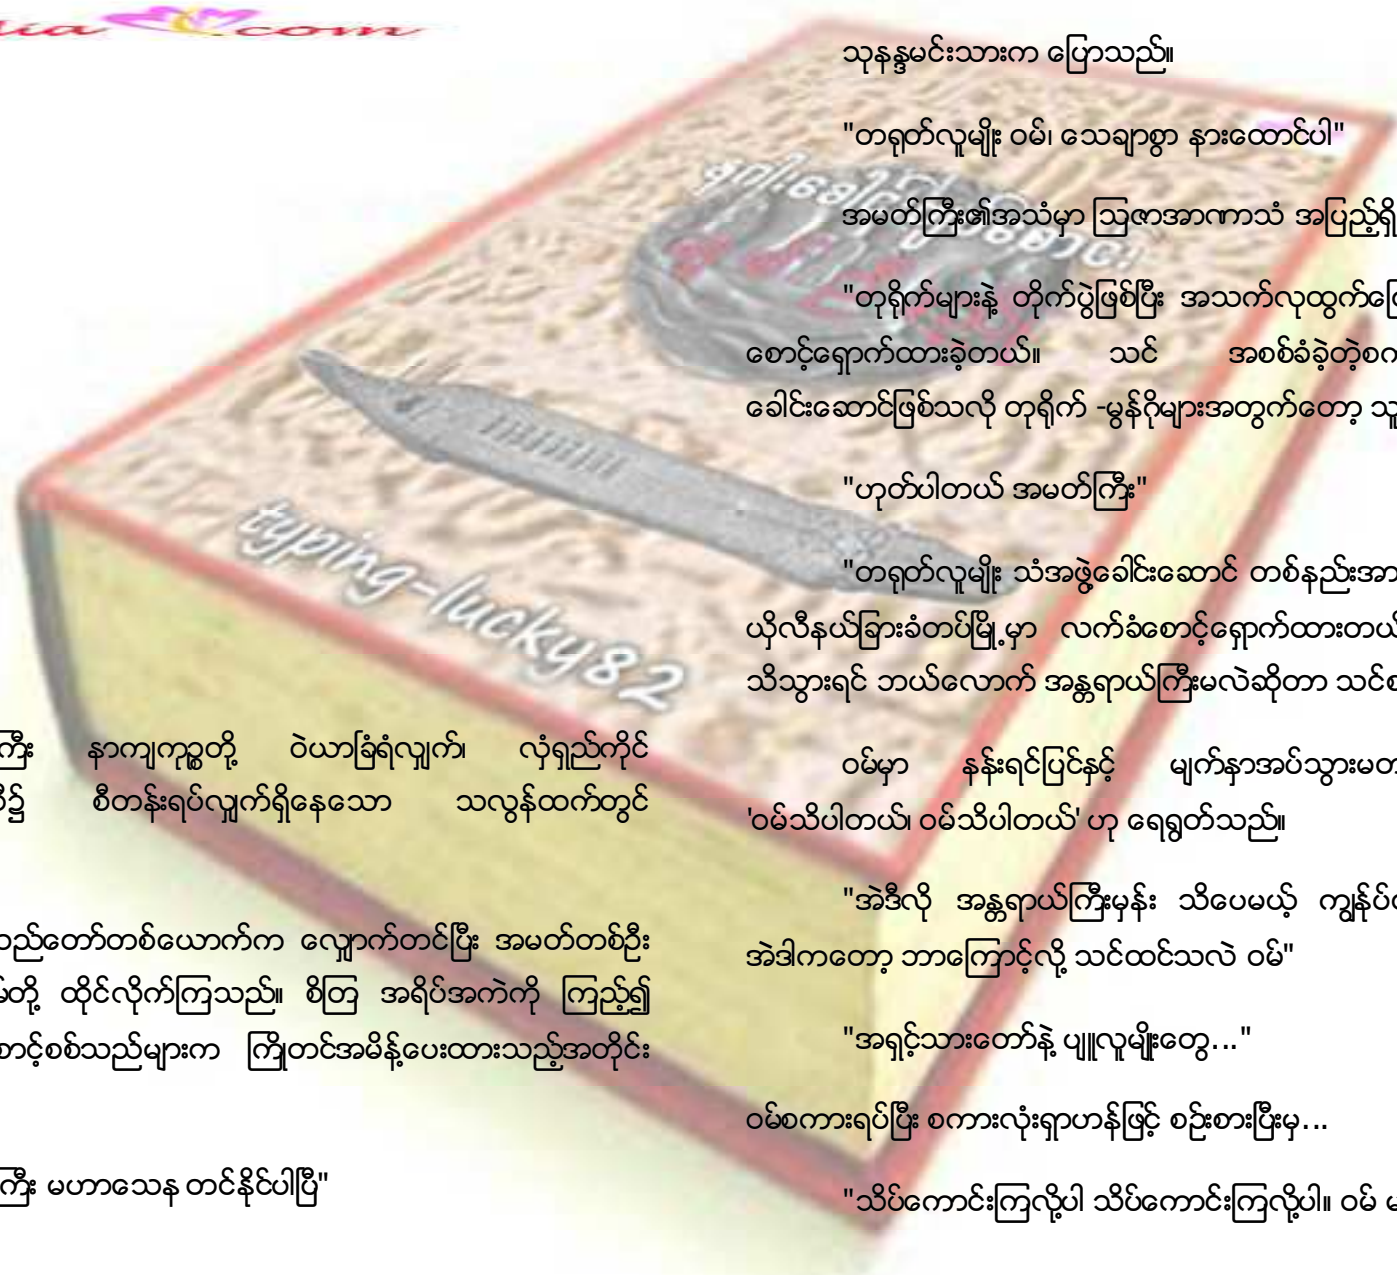 com
ကြီး နာကျကုဥ္စတို့ ဝဲယာခြံရံလျှက်၊ လှံရှည်ကိုင်
၌ စီတန်းရပ်လျှက်ရှိနေသော သလွန်ထက်တွင်
ည်တော်တစ်ယောက်က လျှောက်တင်ပြီး အမတ်တစ်ဦး
တို့ ထိုင်လိုက်ကြသည်။ စိတြ အရိပ်အကဲကို ကြည့်၍
စောင့်စစ်သည်များက ကြိုတင်အမိန့်ပေးထားသည့်အတိုင်း
ကြီး မဟာသေန တင်နိုင်ပါပြီ"
သုနန္ဒမင်းသားက ပြောသည်။
"တရုတ်လူမျိုး ဝမ်၊ သေချာစွာ နားထောင်ပါ"
အမတ်ကြီး၏အသံမှာ ဩဇာအာဏာသံ အပြည့်ရှိ
"တုရိုက်များနဲ့ တိုက်ပွဲဖြစ်ပြီး အသက်လုထွက်ပြေ
စောင့်ရှောက်ထားခဲ့တယ်။ သင် အစစ်ခံခဲ့တဲ့စက
ခေါင်းဆောင်ဖြစ်သလို တုရိုက် -မွန်ဂိုများအတွက်တော့ သူ
"ဟုတ်ပါတယ် အမတ်ကြီး"
"တရုတ်လူမျိုး သံအဖွဲ့ခေါင်းဆောင် တစ်နည်းအာ
ယိုလီနယ်ခြားခံတပ်မြို့မှာ လက်ခံစောင့်ရှောက်ထားတယ်
သိသွားရင် ဘယ်လောက် အန္တရာယ်ကြီးမလဲဆိုတာ သင်စ
ဝမ်မှာ နန်းရင်ပြင်နှင့် မျက်နှာအပ်သွားမတ
'ဝမ်သိပါတယ်၊ ဝမ်သိပါတယ်' ဟု ရေရွတ်သည်။
"အဲဒီလို အန္တရာယ်ကြီးမှန်း သိပေမယ့် ကျွန်ုပ်တ
အဲဒါကတော့ ဘာကြောင့်လို့ သင်ထင်သလဲ ဝမ်"
"အရှင့်သားတော်နဲ့ ပျူလူမျိုးတွေ..."
ဝမ်စကားရပ်ပြီး စကားလုံးရှာဟန်ဖြင့် စဉ်းစားပြီးမှ...
"သိပ်ကောင်းကြလို့ပါ သိပ်ကောင်းကြလို့ပါ။ ဝမ် မ
typing-lucky82